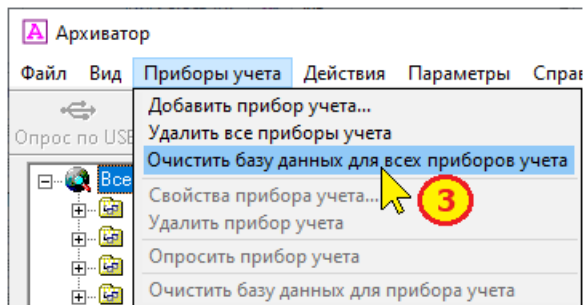 А Архиватор
Файл Вид Приборы учета Действия Параметры Справ
Опрос по USB
Все
Добавить прибор учета...
Удалить все приборы учета
Очистить базу данных для всех приборов учета
Свойства прибора учета...
3
Удалить прибор учета
Опросить прибор учета
Очистить базу данных для прибора учета